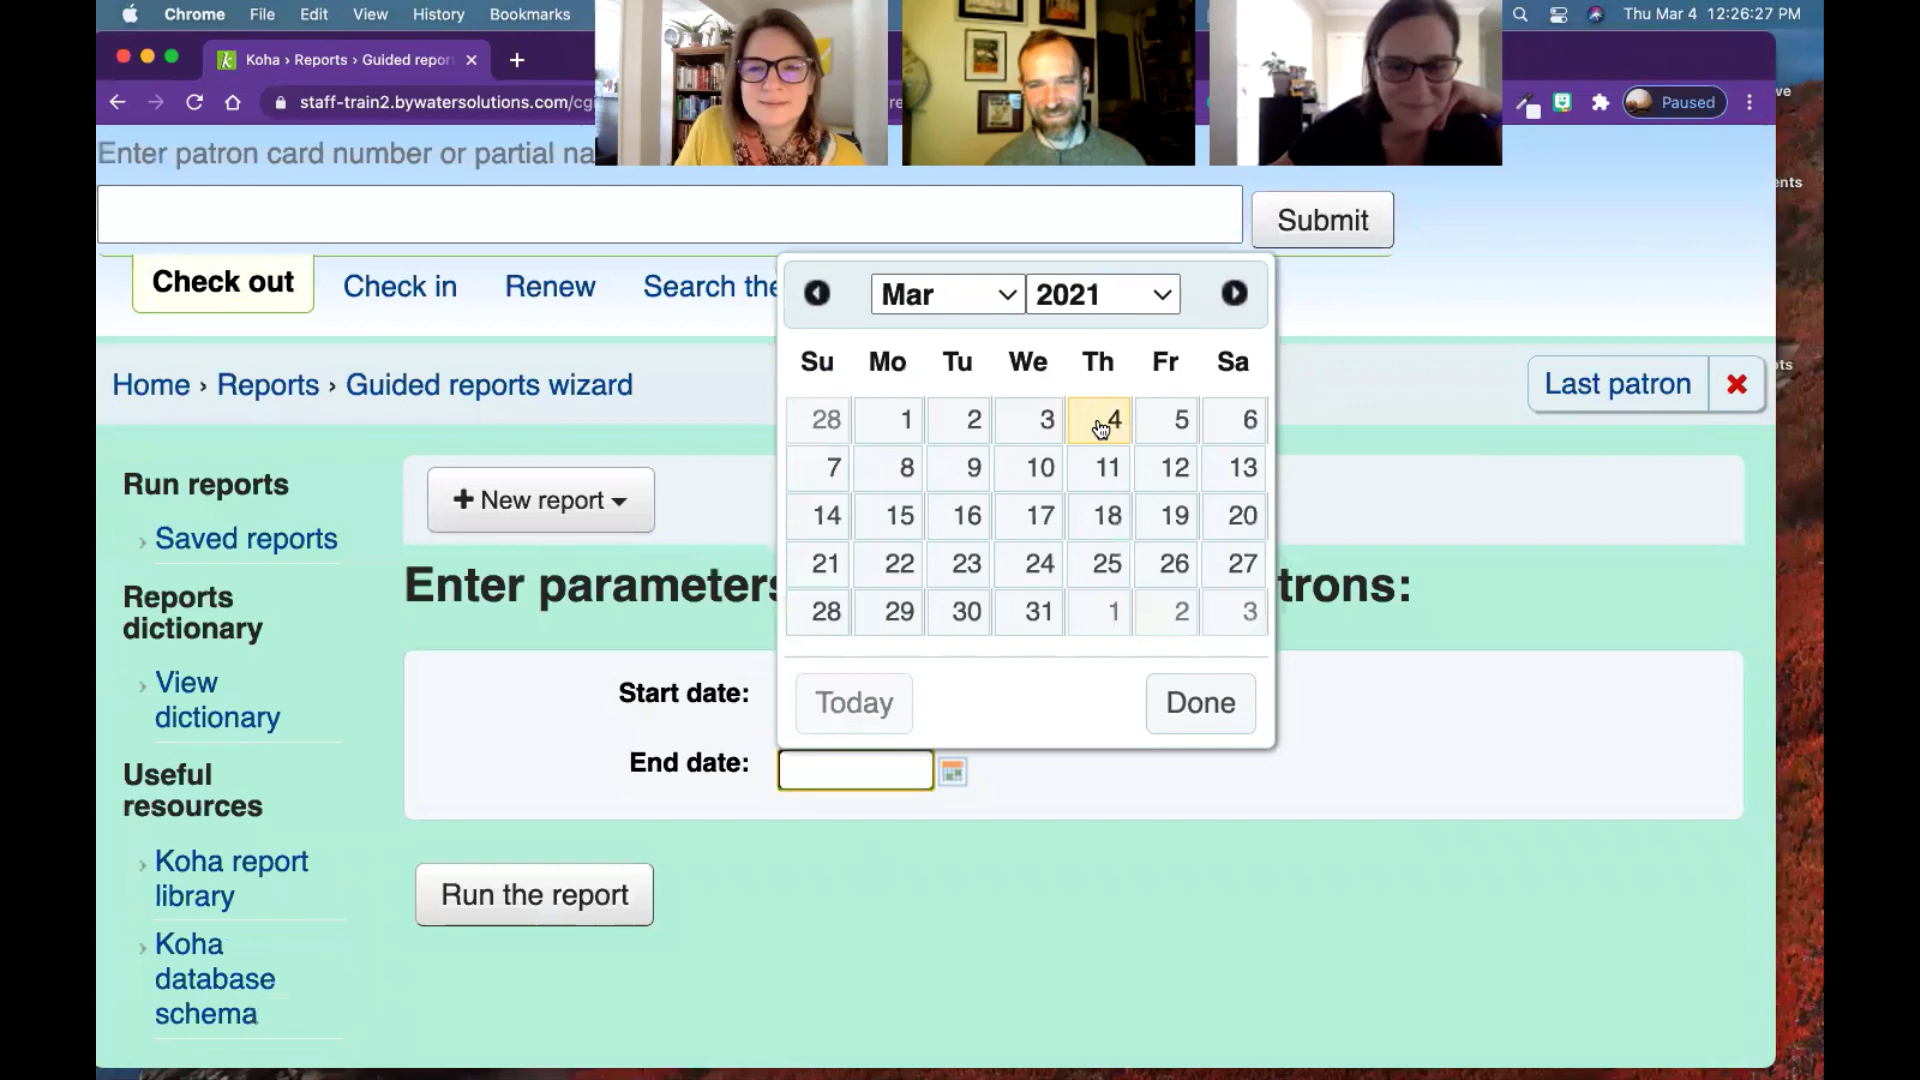 Chrome File Edit View History Bookmarks
Thu Mar 4 12:26:27 PM
Koha › Reports › Guided repor
staff-train2.bywatersolutions.com/cg
Paused
Enter patron card number or partial na
Submit
Check out Check in Renew Search the
Mar 2021
Su Mo Tu We Th Fr Sa
28 1 2 3 4 5 6
7 8 9 10 11 12 13
14 15 16 17 18 19 20
21 22 23 24 25 26 27
28 29 30 31 1 2 3
Today Done
Home › Reports › Guided reports wizard
Last patron
Run reports
› Saved reports
Reports
dictionary
› View
dictionary
Useful
resources
› Koha report
library
› Koha
database
schema
+ New report
Enter parameters
trons:
Start date:
End date:
Run the report